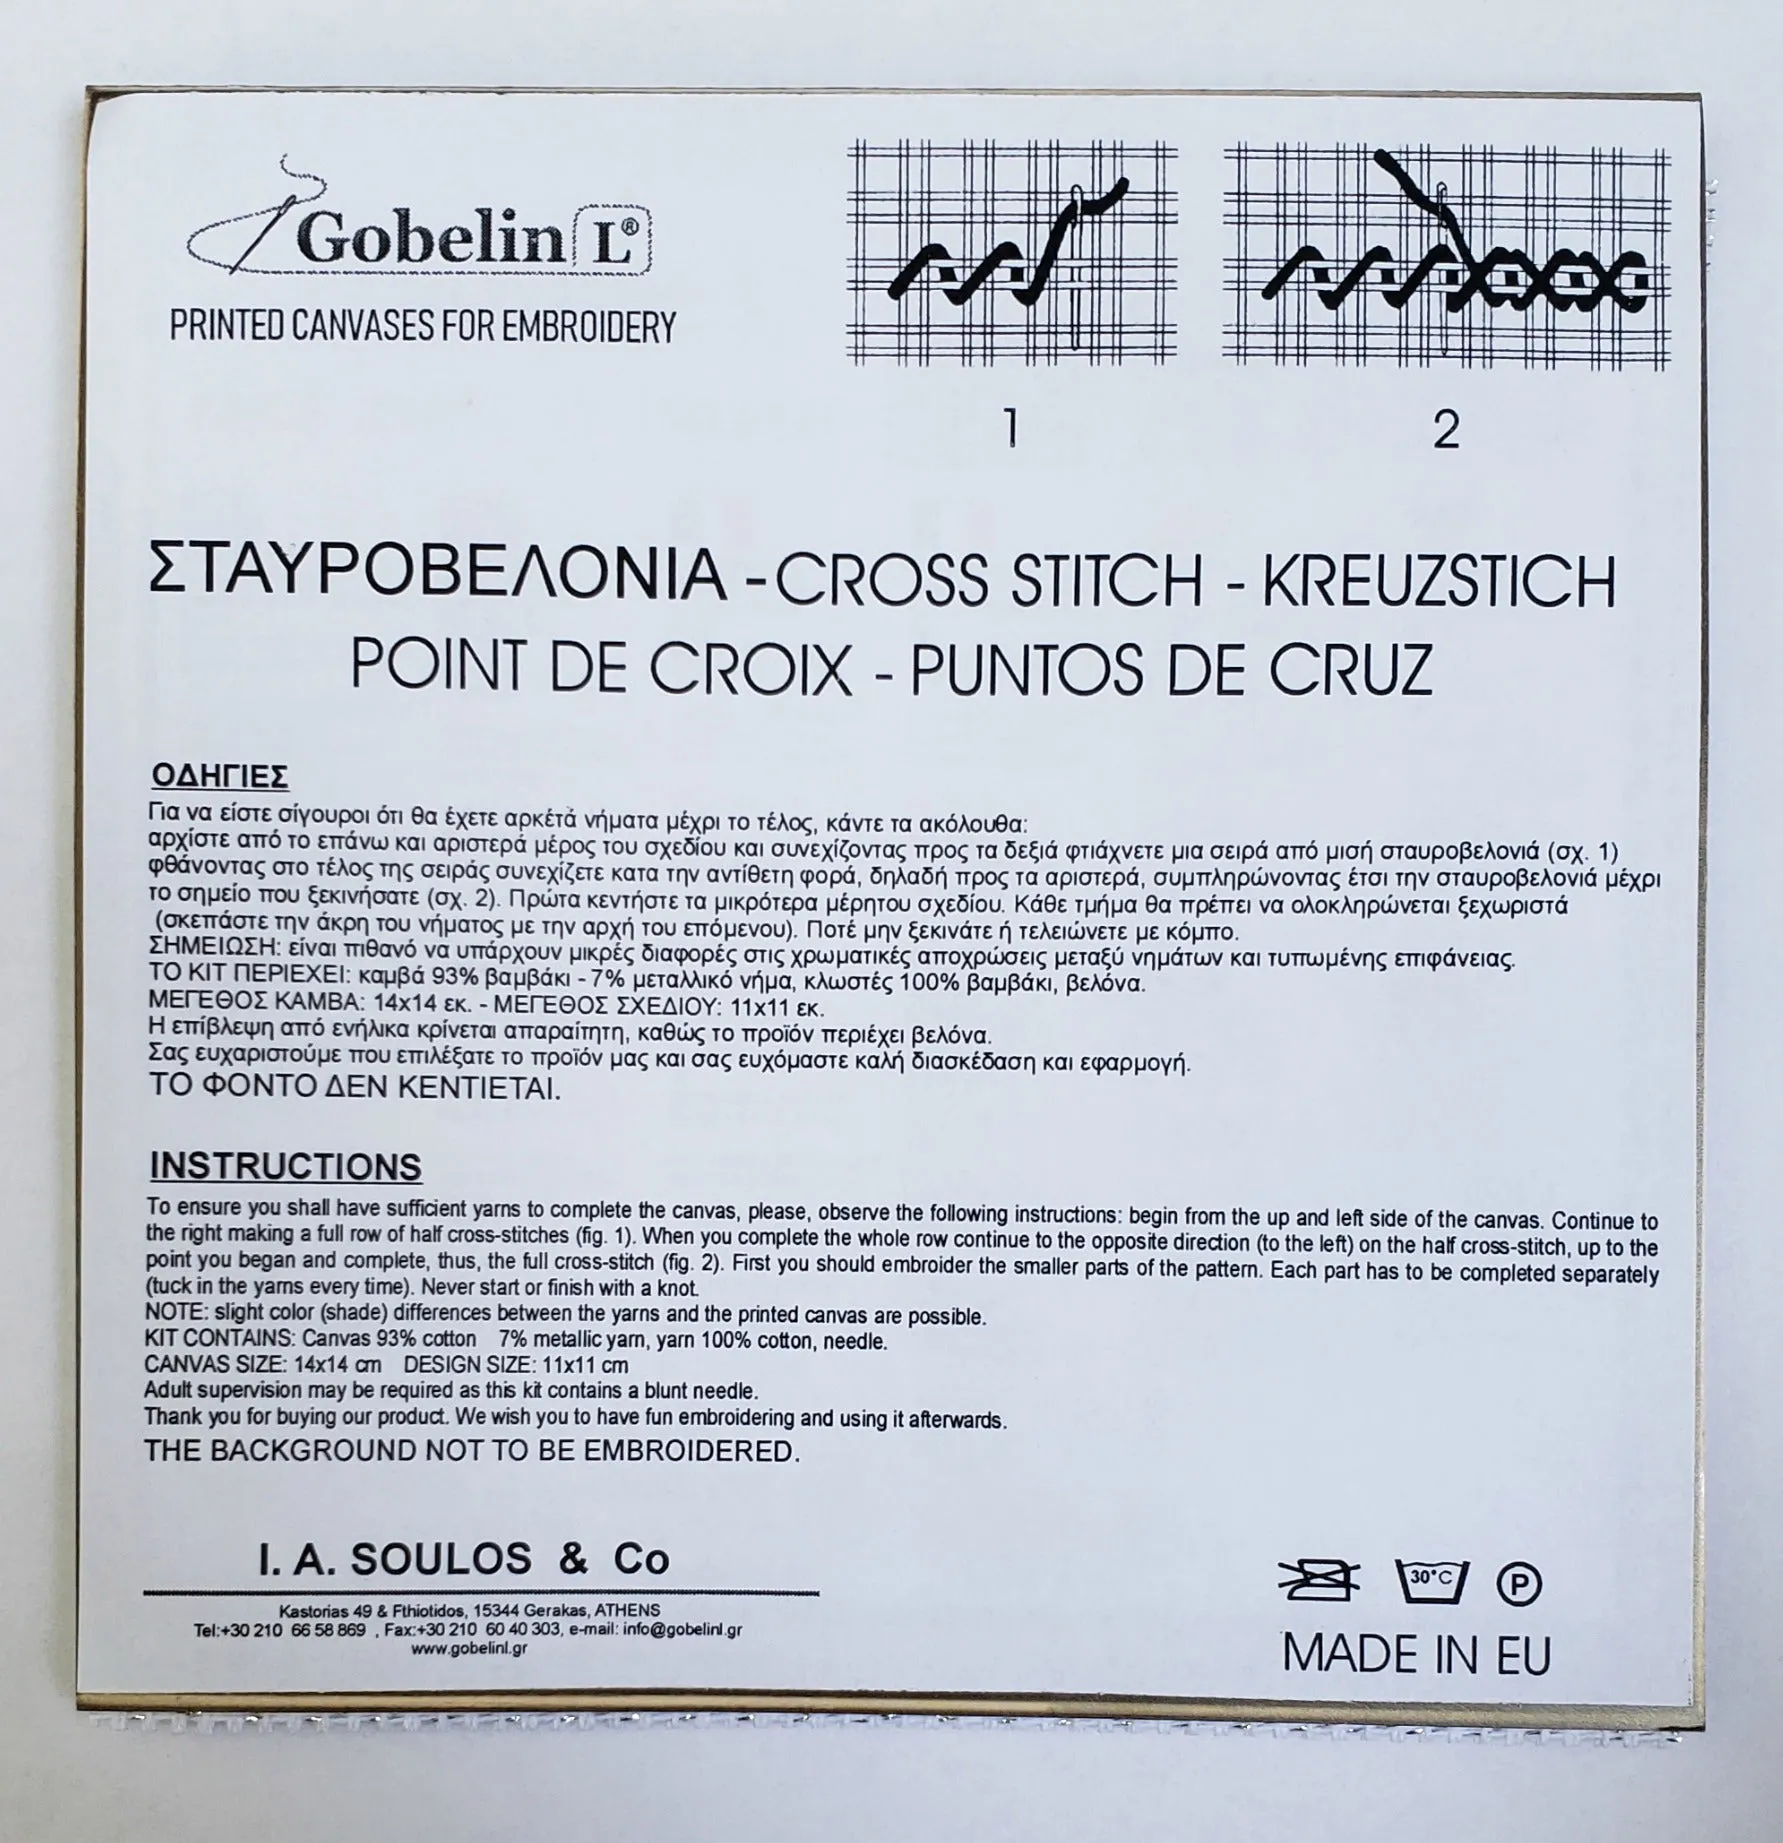 Gobelin L®
PRINTED CANVASES FOR EMBROIDERY
1
2
ΣΤΑΥΡΟΒΕΛΟΝΙΑ - CROSS STITCH - KREUZSTICH
POINT DE CROIX - PUNTOS DE CRUZ
ΟΔΗΓΙΕΣ
Για να είστε σίγουροι ότι θα έχετε αρκέτά νήματα μέχρι το τέλος, κάντε τα ακόλουθα:
αρχίστε από το επάνω και αριστερά μέρος του σχεδίου και συνεχίζοντας προς τα δεξιά φτιάχνετε μια σειρά από μισή σταυροβελονιά (σχ. 1)
φθάνοντας στο τέλος της σειράς συνεχίζετε κατα την αντίθετη φορά, δηλαδή προς τα αριστερά, συμπληρώνοντας έτσι την σταυροβελονιά μέχρι
το σημείο που ξεκινήσατε (σχ. 2). Πρώτα κεντήστε τα μικρότερα μέρητου σχεδίου. Κάθε τμήμα θα πρέπει να ολοκληρώνεται ξεχωριστά
(σκεπάστε την άκρη του νήματος με την αρχή του επόμενου). Ποτέ μην ξεκινάτε ή τελειώνετε με κόμπο.
ΣΗΜΕΙΩΣΗ: είναι πιθανό να υπάρχουν μικρές διαφορές στις χρωματικές αποχρώσεις μεταξύ νημάτων και τυπωμένης επιφάνειας.
ΤΟ ΚΙΤ ΠΕΡΙΕΧΕΙ: καμβά 93% βαμβάκι - 7% μεταλλικό νήμα, κλωστές 100% βαμβάκι, βελόνα.
ΜΕΓΕΘΟΣ ΚΑΜΒΑ: 14x14 εκ. - ΜΕΓΕΘΟΣ ΣΧΕΔΙΟΥ: 11x11 εκ.
Η επίβλεψη από ενήλικα κρίνεται απαραίτητη, καθώς το προϊόν περιέχει βελόνα.
Σας ευχαριστούμε που επιλέξατε το προϊόν μας και σας ευχόμαστε καλή διασκέδαση και εφαρμογή.
ΤΟ ΦΟΝΤΟ ΔΕΝ ΚΕΝΤΙΕΤΑΙ.
INSTRUCTIONS
To ensure you shall have sufficient yarns to complete the canvas, please, observe the following instructions: begin from the up and left side of the canvas. Continue to
the right making a full row of half cross-stitches (fig. 1). When you complete the whole row continue to the opposite direction (to the left) on the half cross-stitch, up to the
point you began and complete, thus, the full cross-stitch (fig. 2). First you should embroider the smaller parts of the pattern. Each part has to be completed separately
(tuck in the yarns every time). Never start or finish with a knot.
NOTE: slight color (shade) differences between the yarns and the printed canvas are possible.
KIT CONTAINS: Canvas 93% cotton 7% metallic yarn, yarn 100% cotton, needle.
CANVAS SIZE: 14x14 cm DESIGN SIZE: 11x11 cm
Adult supervision may be required as this kit contains a blunt needle.
Thank you for buying our product. We wish you to have fun embroidering and using it afterwards.
THE BACKGROUND NOT TO BE EMBROIDERED.
I. A. SOULOS & Co
Kastorias 49 & Fthiotidos, 15344 Gerakas, ATHENS
Tel:+30 210 66 58 869 , Fax:+30 210 60 40 303, e-mail: info@gobelinl.gr
www.gobelinl.gr
30°C
P
MADE IN EU